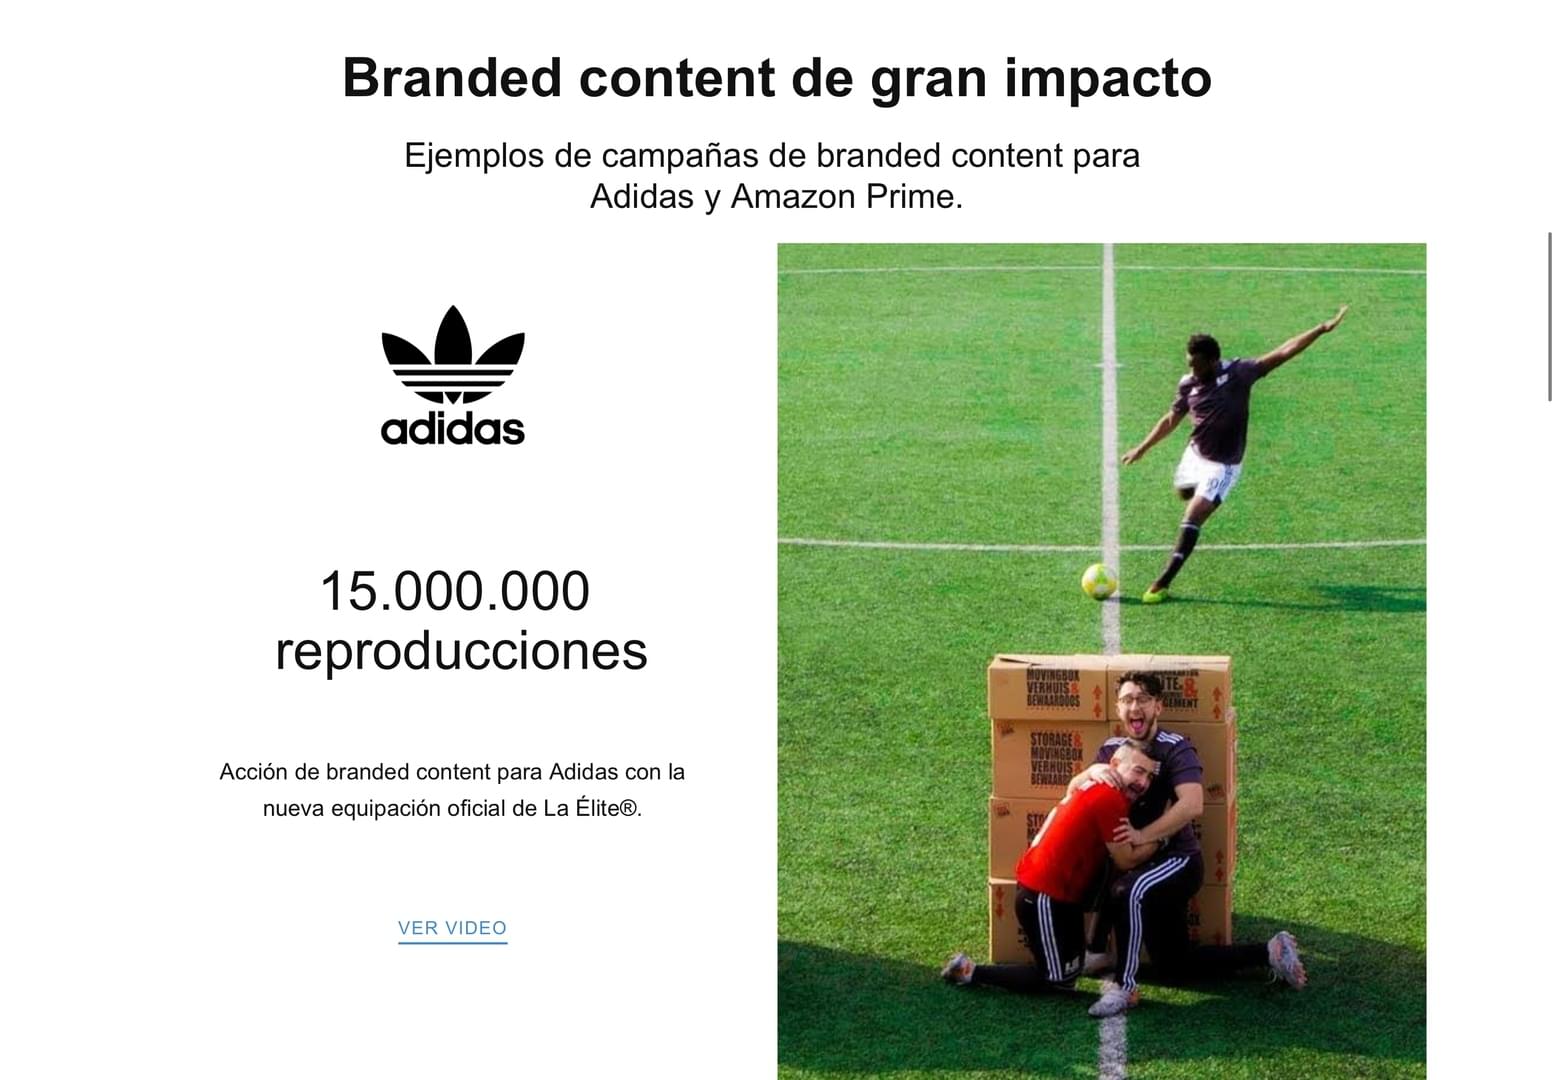 Branded content de gran impacto
Ejemplos de campañas de branded content para
Adidas y Amazon Prime.
adidas
15.000.000
reproducciones
Acción de branded content para Adidas con la
nueva equipación oficial de La Élite®.
VER VIDEO
MOVINGBOX
VERHUIS&
BEWAARDOOS
STORAGE&
MOVINGBOX
VERHUIS&